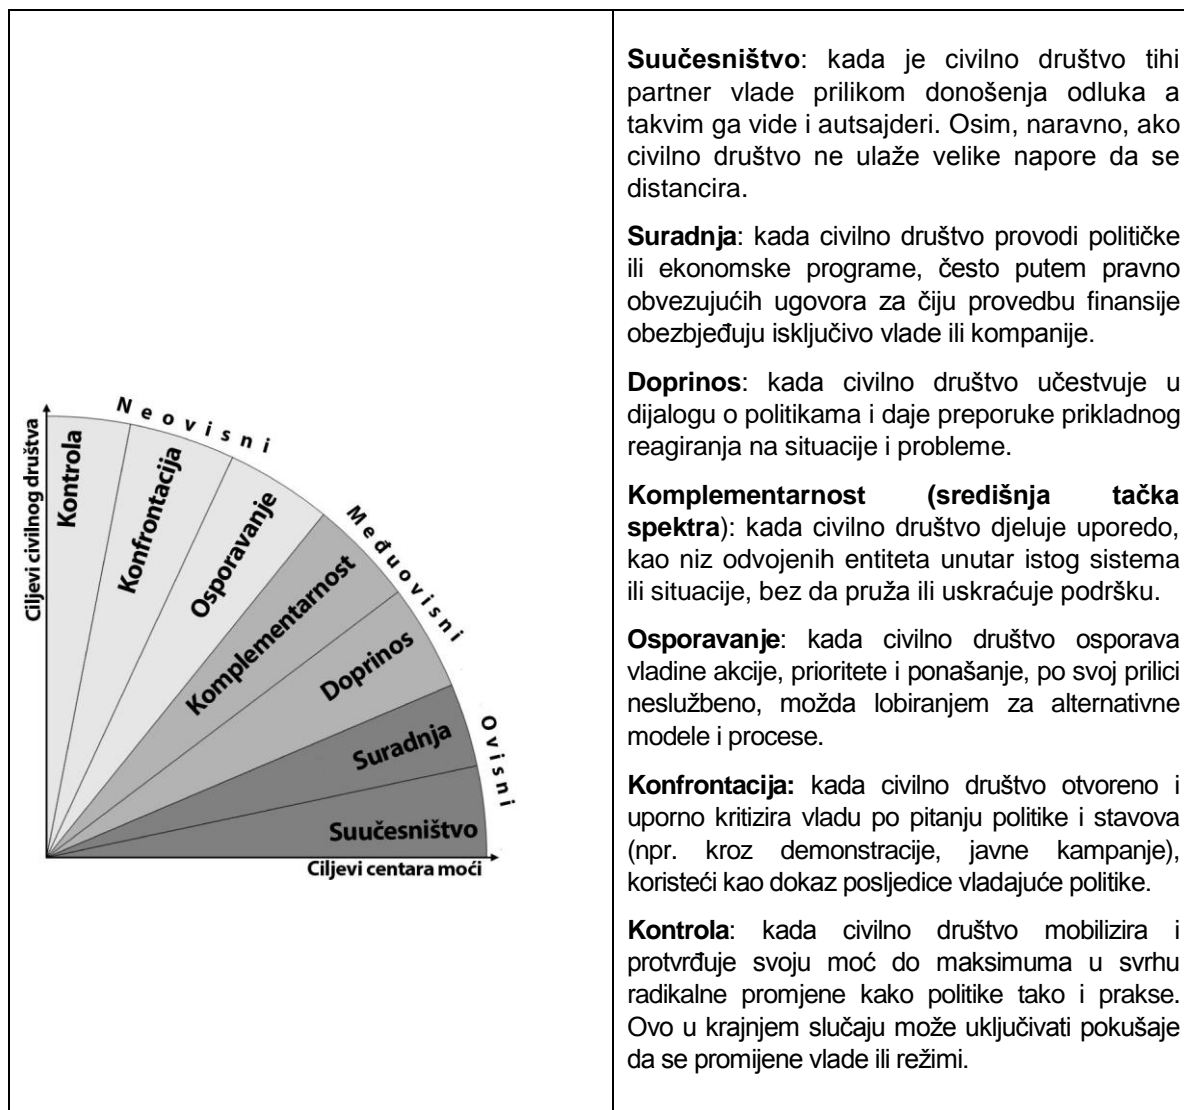 Ciljevi civilnog društva
Neovisni
Međuovisni
Ovisni
Kontrola
Konfrontacija
Osporavanje
Komplementarnost
Doprinos
Suradnja
Suučesništvo
Ciljevi centara moći
Suučesništvo: kada je civilno društvo tihi
partner vlade prilikom donošenja odluka a
takvim ga vide i autsajderi. Osim, naravno, ako
civilno društvo ne ulaže velike napore da se
distancira.
Suradnja: kada civilno društvo provodi političke
ili ekonomske programe, često putem pravno
obvezujućih ugovora za čiju provedbu finansije
obezbjeđuju isključivo vlade ili kompanije.
Doprinos: kada civilno društvo učestvuje u
dijalogu o politikama i daje preporuke prikladnog
reagiranja na situacije i probleme.
Komplementarnost (središnja tačka
spektra): kada civilno društvo djeluje uporedo,
kao niz odvojenih entiteta unutar istog sistema
ili situacije, bez da pruža ili uskraćuje podršku.
Osporavanje: kada civilno društvo osporava
vladine akcije, prioritete i ponašanje, po svoj prilici
neslužbeno, možda lobiranjem za alternativne
modele i procese.
Konfrontacija: kada civilno društvo otvoreno i
uporno kritizira vladu po pitanju politike i stavova
(npr. kroz demonstracije, javne kampanje),
koristeći kao dokaz posljedice vladajuće politike.
Kontrola: kada civilno društvo mobilizira i
protvrđuje svoju moć do maksimuma u svrhu
radikalne promjene kako politike tako i prakse.
Ovo u krajnjem slučaju može uključivati pokušaje
da se promijene vlade ili režimi.